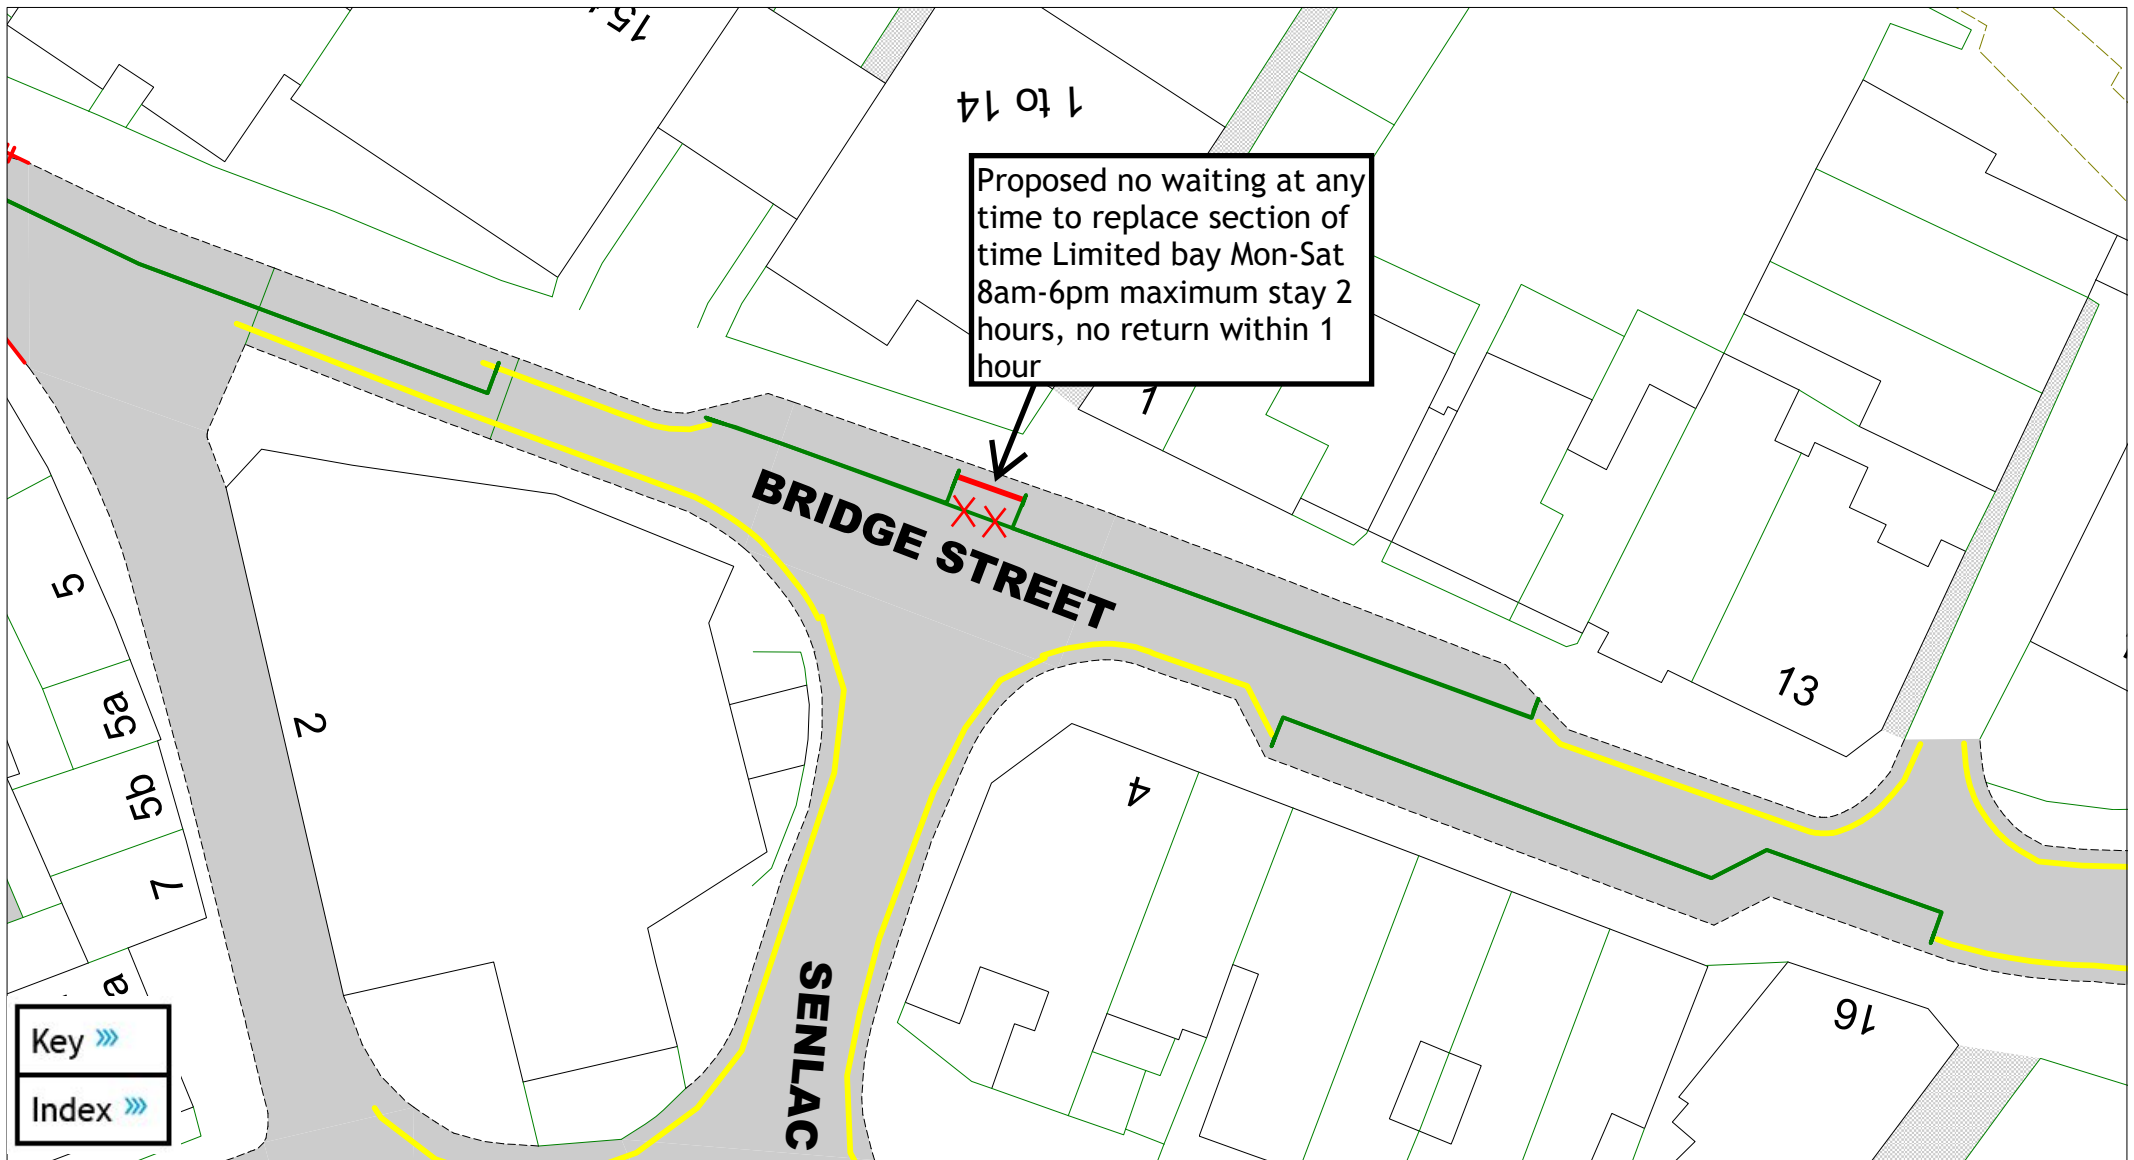 15
1 to 14
Proposed no waiting at any
time to replace section of
time Limited bay Mon-Sat
8am-6pm maximum stay 2
hours, no return within 1
hour
1
BRIDGE STREET
5
5a
5b
7
a
2
4
13
16
SENLAC
Key
Index